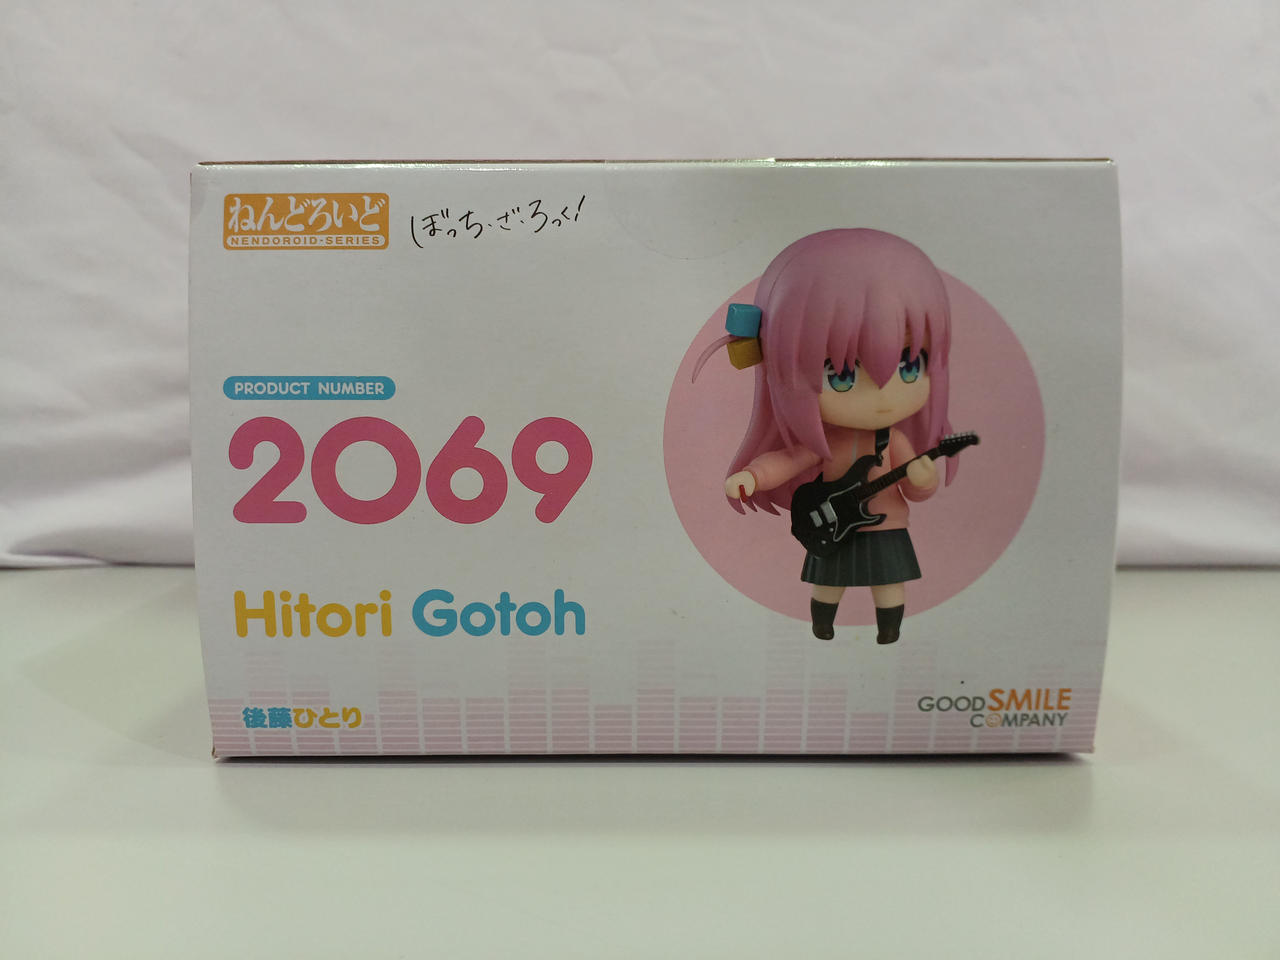 ねんどろいど
NENDOROID-SERIES
ぼっち・ざ・ろっく!
PRODUCT NUMBER
2069
Hitori Gotoh
後藤ひとり
GOOD SMILE
COMPANY